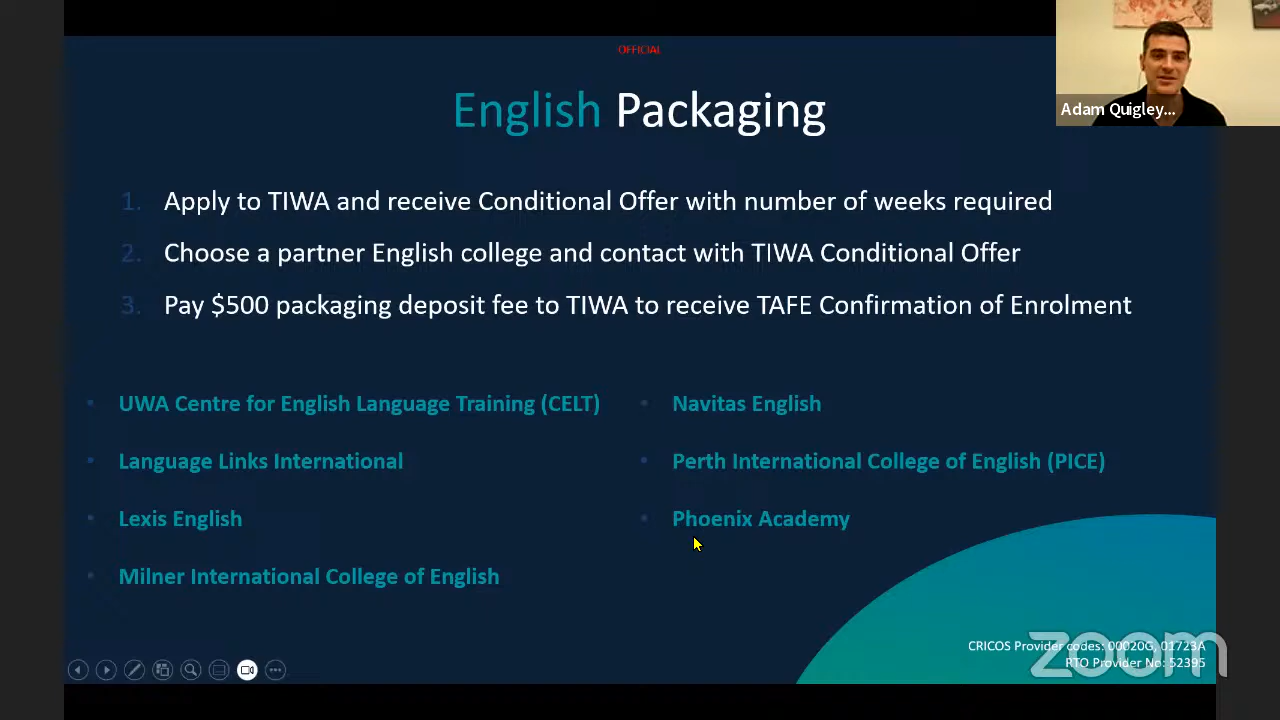 OFFICIAL
English Packaging
Adam Quigley...
1. Apply to TIWA and receive Conditional Offer with number of weeks required
2. Choose a partner English college and contact with TIWA Conditional Offer
3. Pay $500 packaging deposit fee to TIWA to receive TAFE Confirmation of Enrolment
UWA Centre for English Language Training (CELT)
Language Links International
Lexis English
Milner International College of English
Navitas English
Perth International College of English (PICE)
Phoenix Academy
CRICOS Provider codes: 00020G, 01723A
RTO Provider No: 52395
zoom